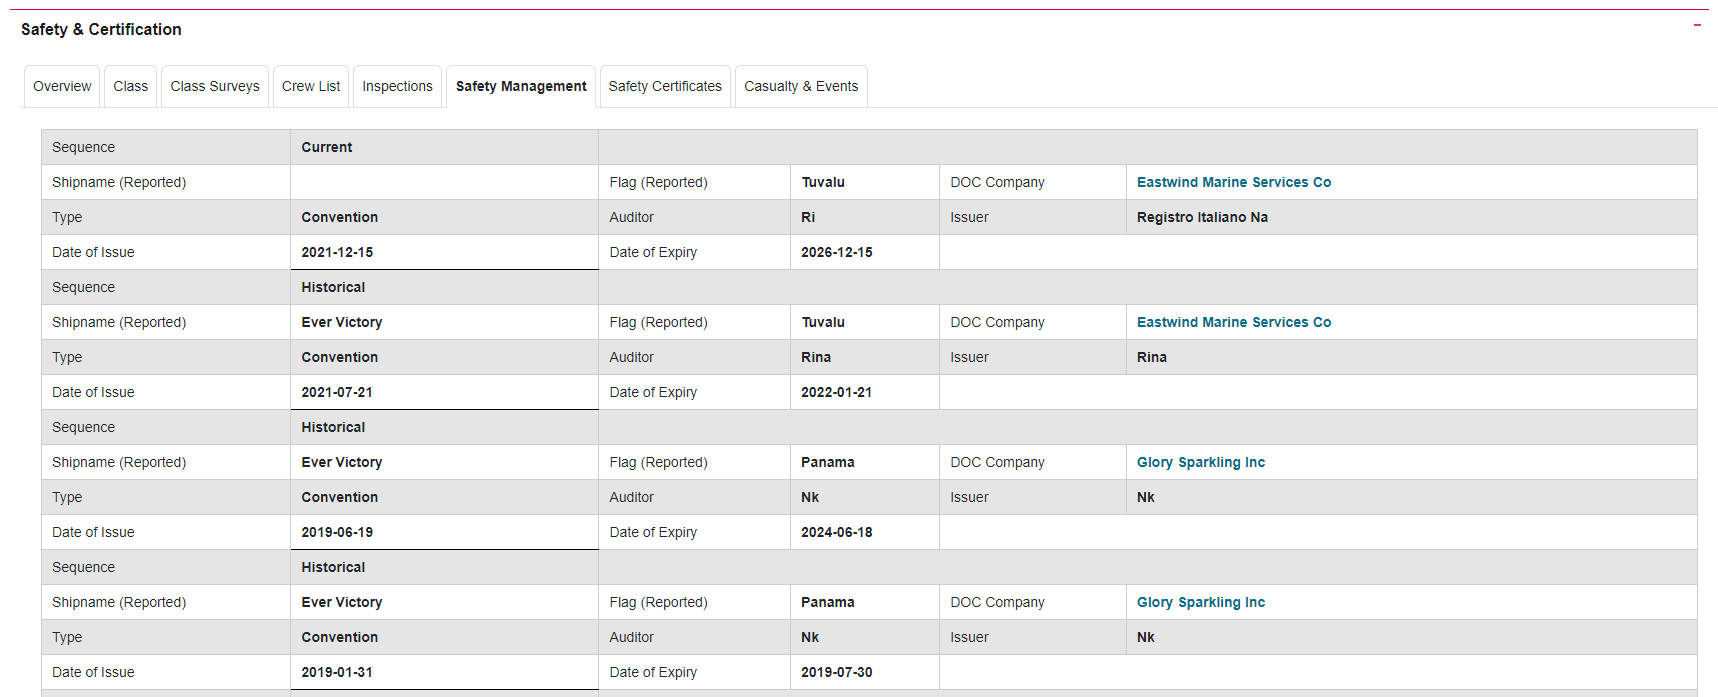 Safety & Certification
Overview Class Class Surveys Crew List Inspections Safety Management Safety Certificates Casualty & Events
Sequence Current
Shipname (Reported) Flag (Reported) Tuvalu DOC Company Eastwind Marine Services Co
Type Convention Auditor Ri Issuer Registro Italiano Na
Date of Issue 2021-12-15 Date of Expiry 2026-12-15
Sequence Historical
Shipname (Reported) Ever Victory Flag (Reported) Tuvalu DOC Company Eastwind Marine Services Co
Type Convention Auditor Rina Issuer Rina
Date of Issue 2021-07-21 Date of Expiry 2022-01-21
Sequence Historical
Shipname (Reported) Ever Victory Flag (Reported) Panama DOC Company Glory Sparkling Inc
Type Convention Auditor Nk Issuer Nk
Date of Issue 2019-06-19 Date of Expiry 2024-06-18
Sequence Historical
Shipname (Reported) Ever Victory Flag (Reported) Panama DOC Company Glory Sparkling Inc
Type Convention Auditor Nk Issuer Nk
Date of Issue 2019-01-31 Date of Expiry 2019-07-30